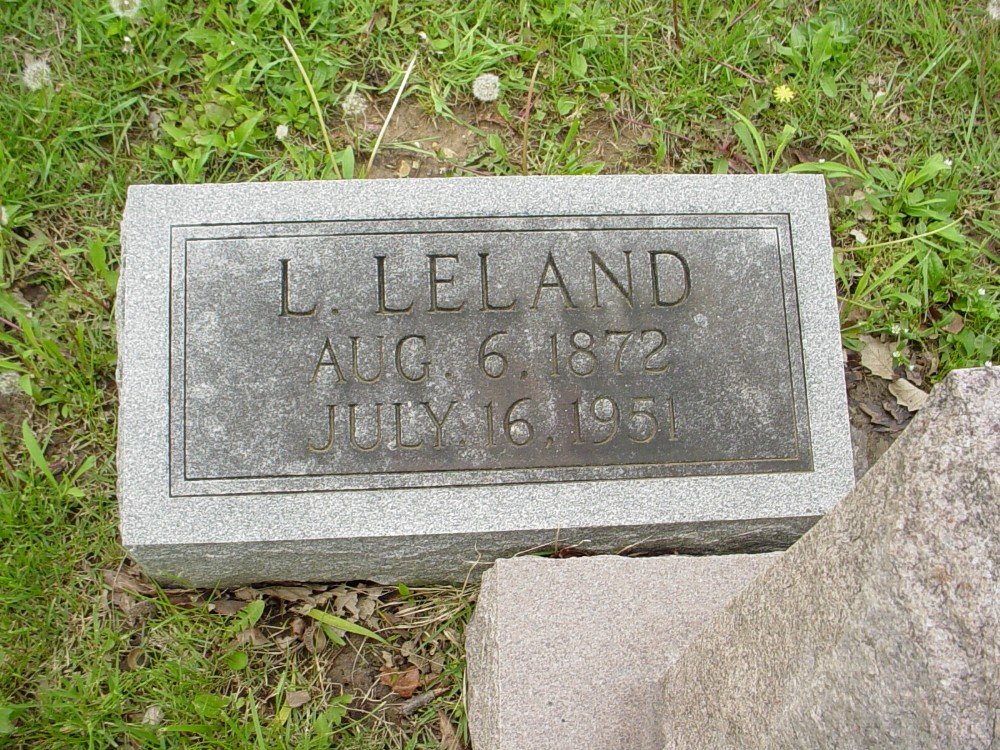 L. LELAND
AUG. 6, 1872
JULY. 16, 1951